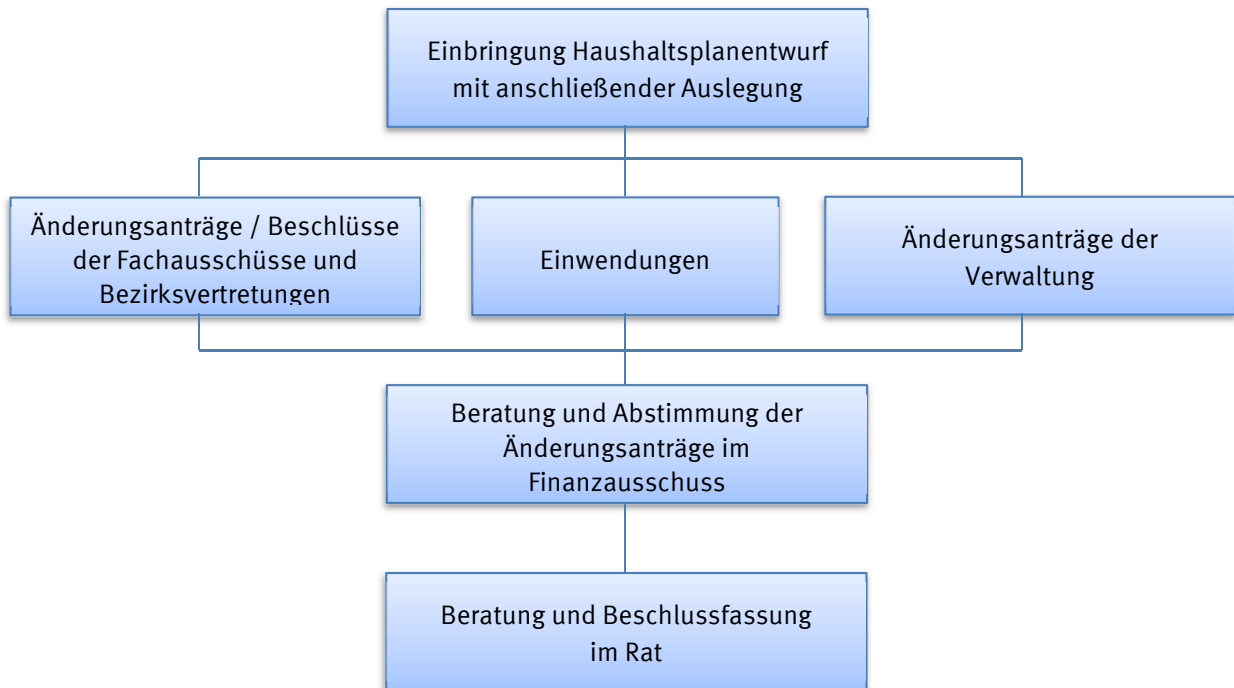 Einbringung Haushaltsplanentwurf
mit anschließender Auslegung
Änderungsanträge / Beschlüsse
der Fachausschüsse und
Bezirksvertretungen
Einwendungen
Änderungsanträge der
Verwaltung
Beratung und Abstimmung der
Änderungsanträge im
Finanzausschuss
Beratung und Beschlussfassung
im Rat